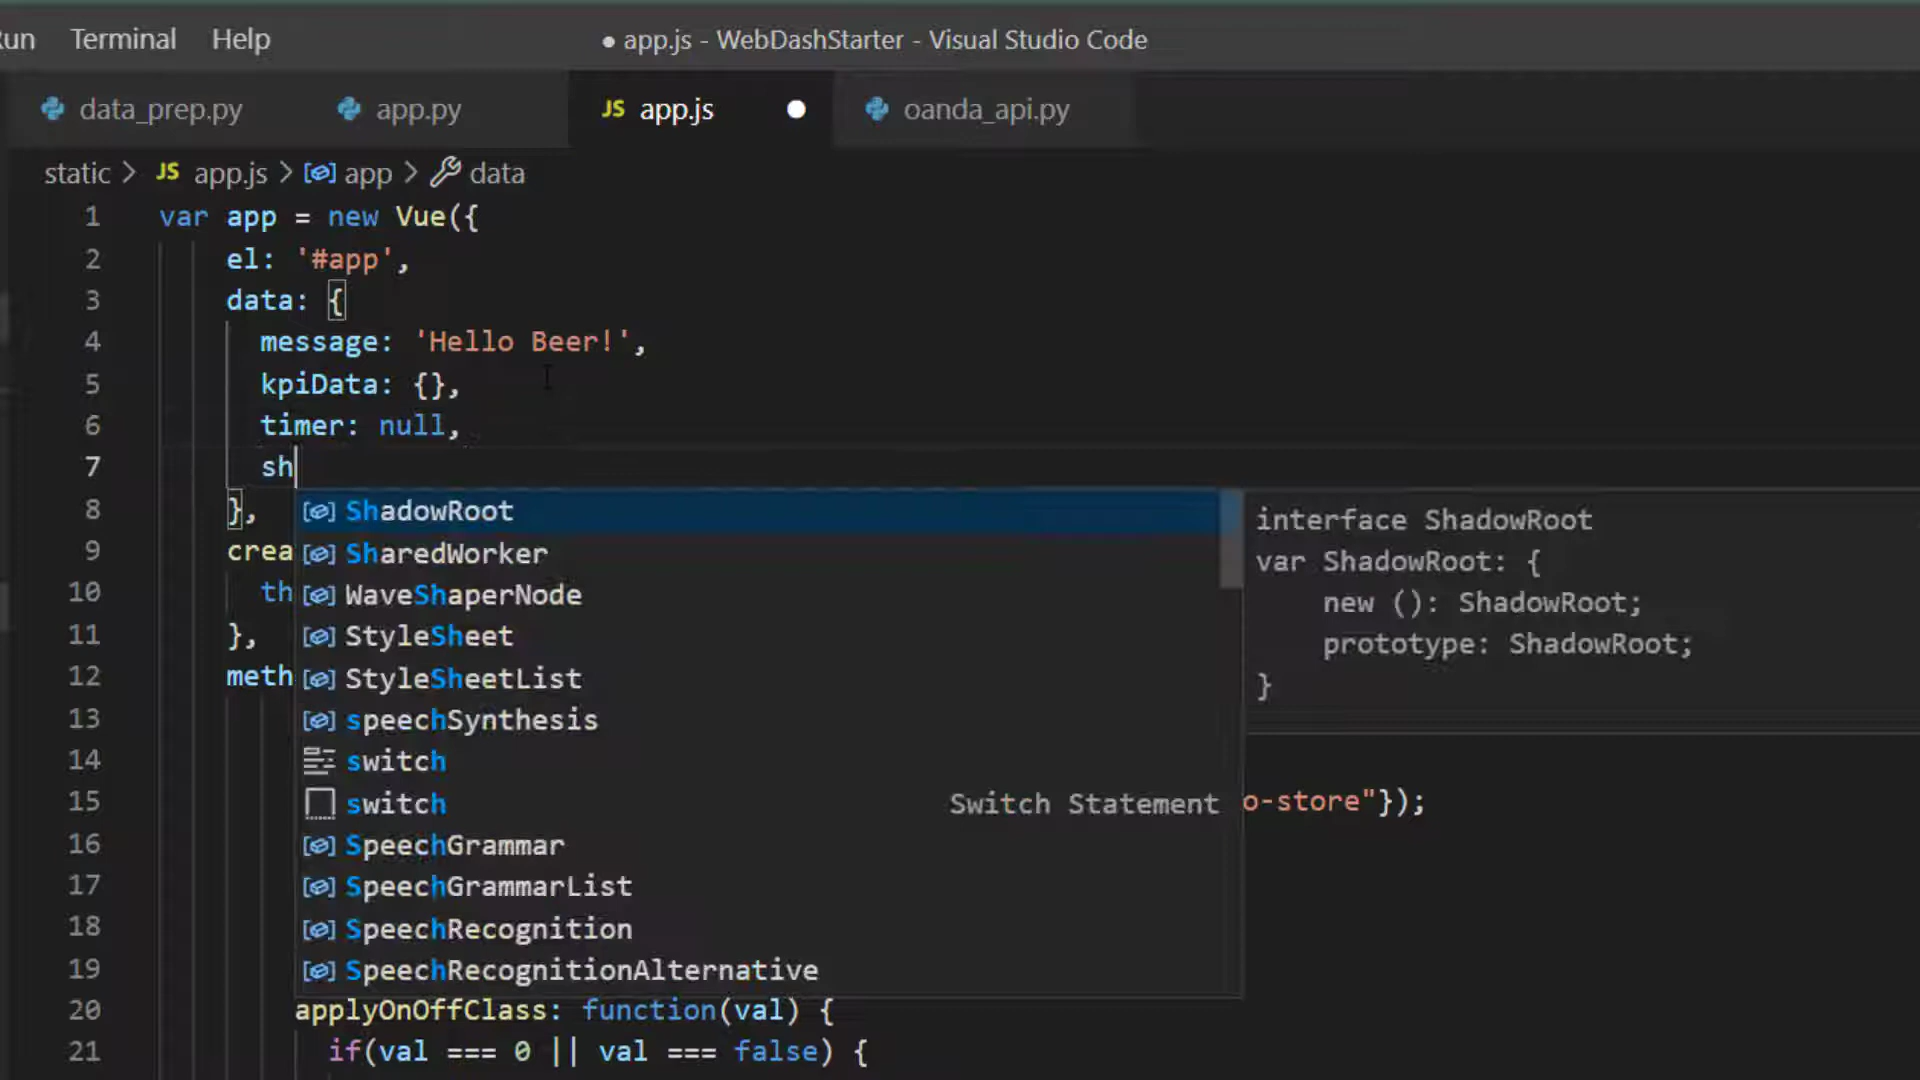 Run Terminal Help ● app.js - WebDashStarter - Visual Studio Code
data_prep.py app.py JS app.js ● oanda_api.py
static > JS app.js > app > data
1 var app = new Vue({
2 el: '#app',
3 data: {
4 message: 'Hello Beer!',
5 kpiData: {},
6 timer: null,
7 sh
8 },
9 crea
10 th
11 },
12 meth
13
14
15 o-store"});
16
17
18
19
20 applyOnOffClass: function(val) {
21 if(val === 0 || val === false) {
ShadowRoot
SharedWorker
WaveShaperNode
StyleSheet
StyleSheetList
speechSynthesis
switch
switch Switch Statement
SpeechGrammar
SpeechGrammarList
SpeechRecognition
SpeechRecognitionAlternative
interface ShadowRoot
var ShadowRoot: {
new (): ShadowRoot;
prototype: ShadowRoot;
}